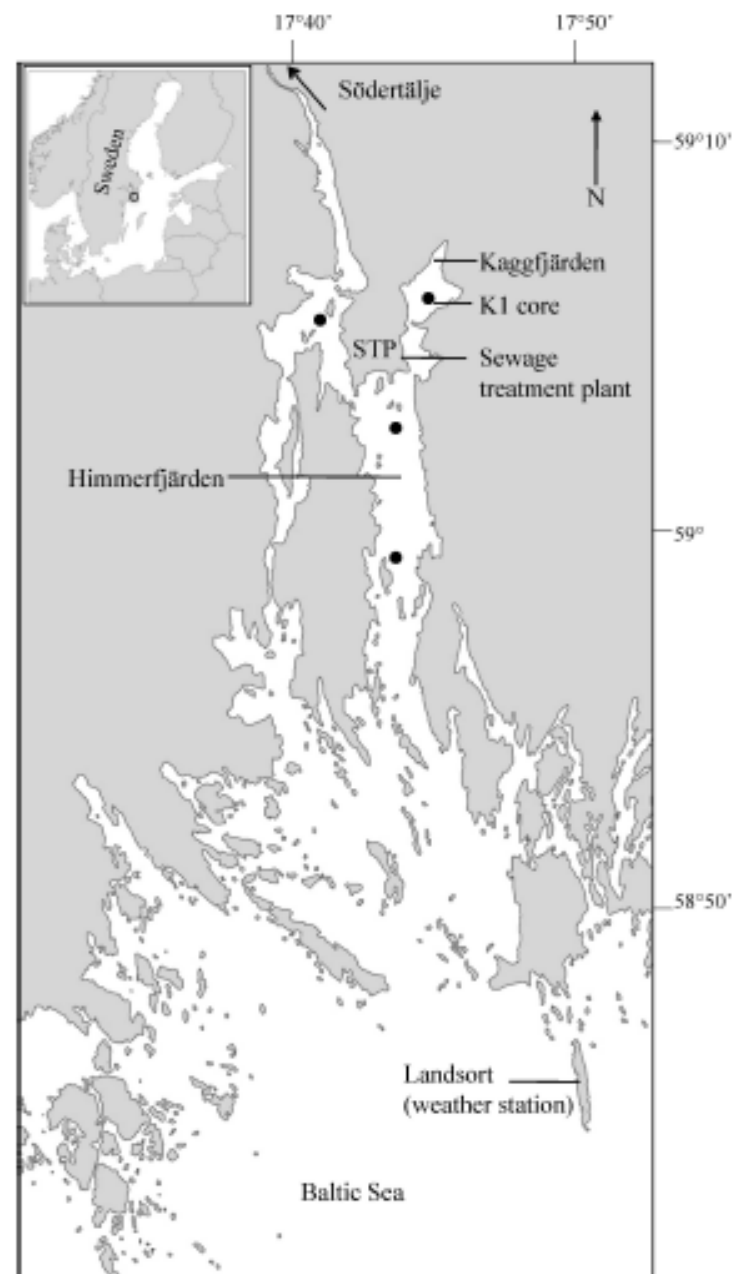 17°40'
17°50'
Södertälje
59°10'
Sweden
N
Kaggfjärden
K1 core
STP
Sewage
treatment plant
Himmerfjärden
59°
58°50'
Landsort
(weather station)
Baltic Sea